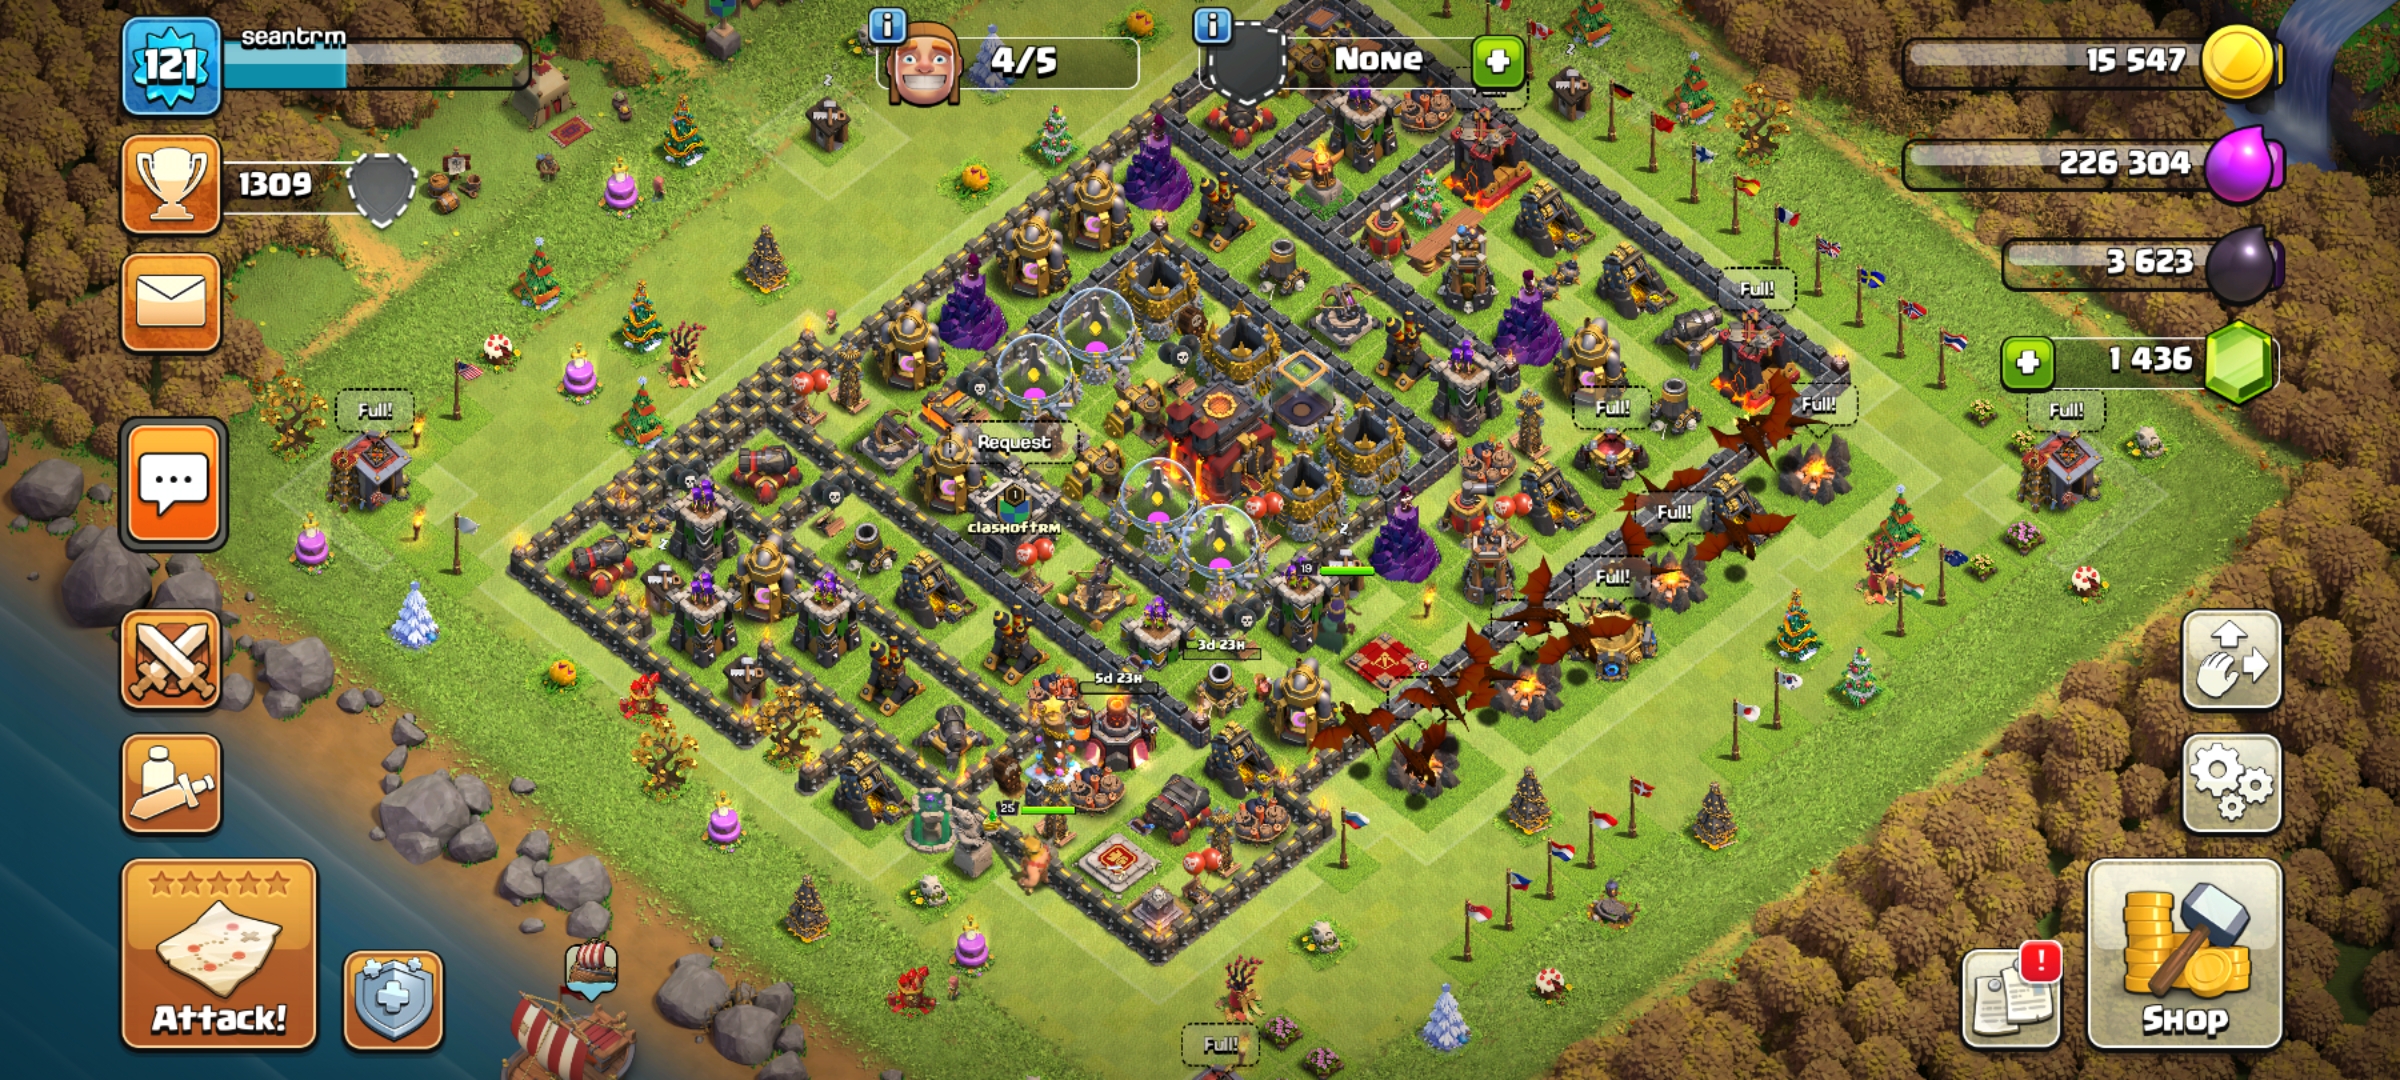 121
seantrm
4/5
None
15 547
1309
226 304
3 623
1 436
Full!
Full!
Full!
Full!
Full!
Request
clashoftrm
Full!
Full!
19
3d 23H
5d 23H
25
Attack!
Full!
Shop